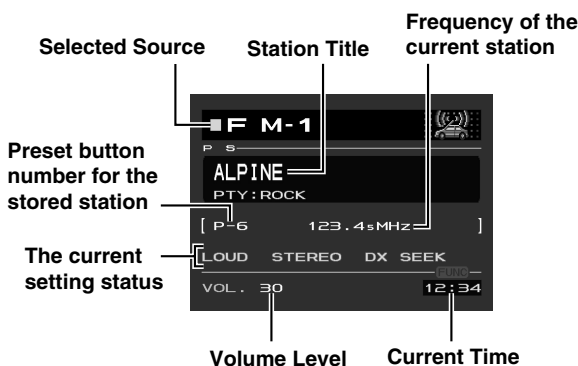 Frequency of the
current station
Selected Source
Station Title
FM-1
PS
Preset button
number for the
stored station
ALPINE
PTY:ROCK
[ P-6 123.4sMHz ]
The current
setting status
LOUD STEREO DX SEEK
FUNC
VOL. 30 12:34
Volume Level
Current Time